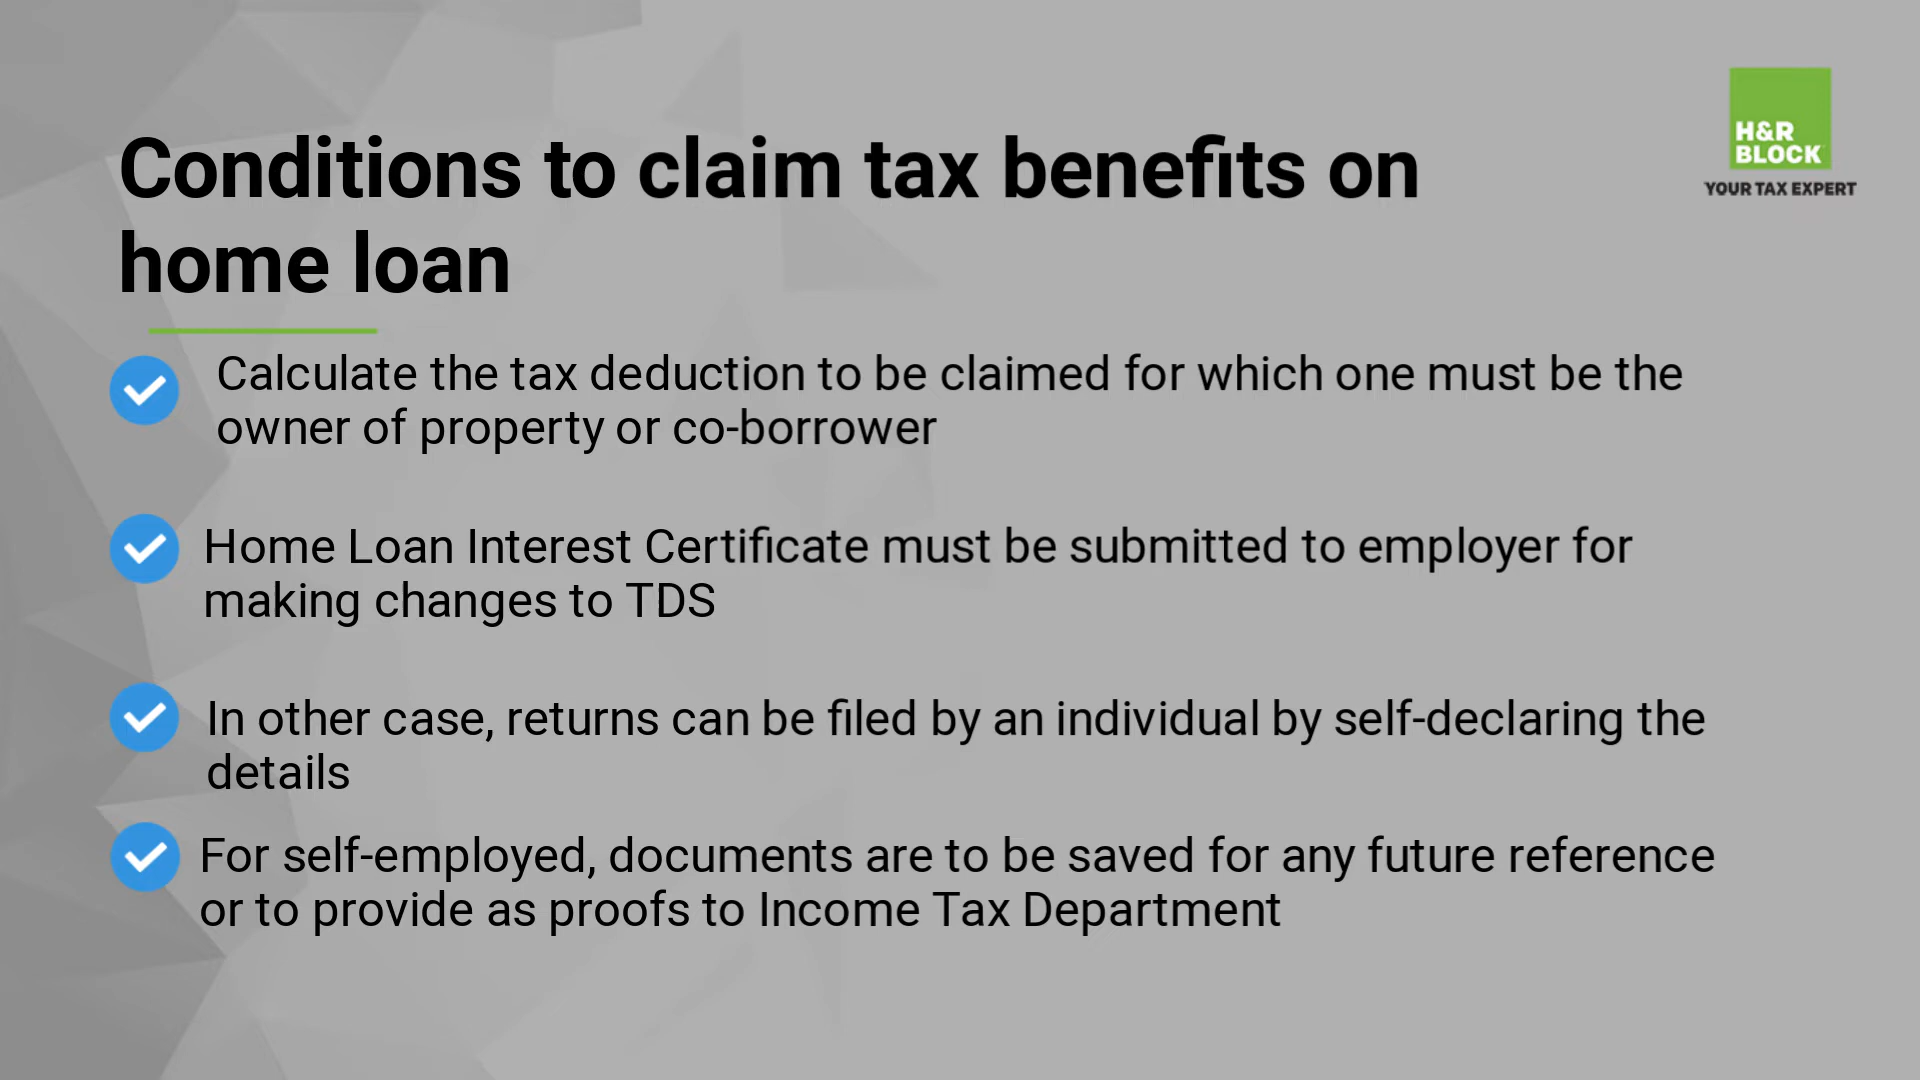 H&R
BLOCK
YOUR TAX EXPERT
Conditions to claim tax benefits on
home loan
Calculate the tax deduction to be claimed for which one must be the
owner of property or co-borrower
Home Loan Interest Certificate must be submitted to employer for
making changes to TDS
In other case, returns can be filed by an individual by self-declaring the
details
For self-employed, documents are to be saved for any future reference
or to provide as proofs to Income Tax Department